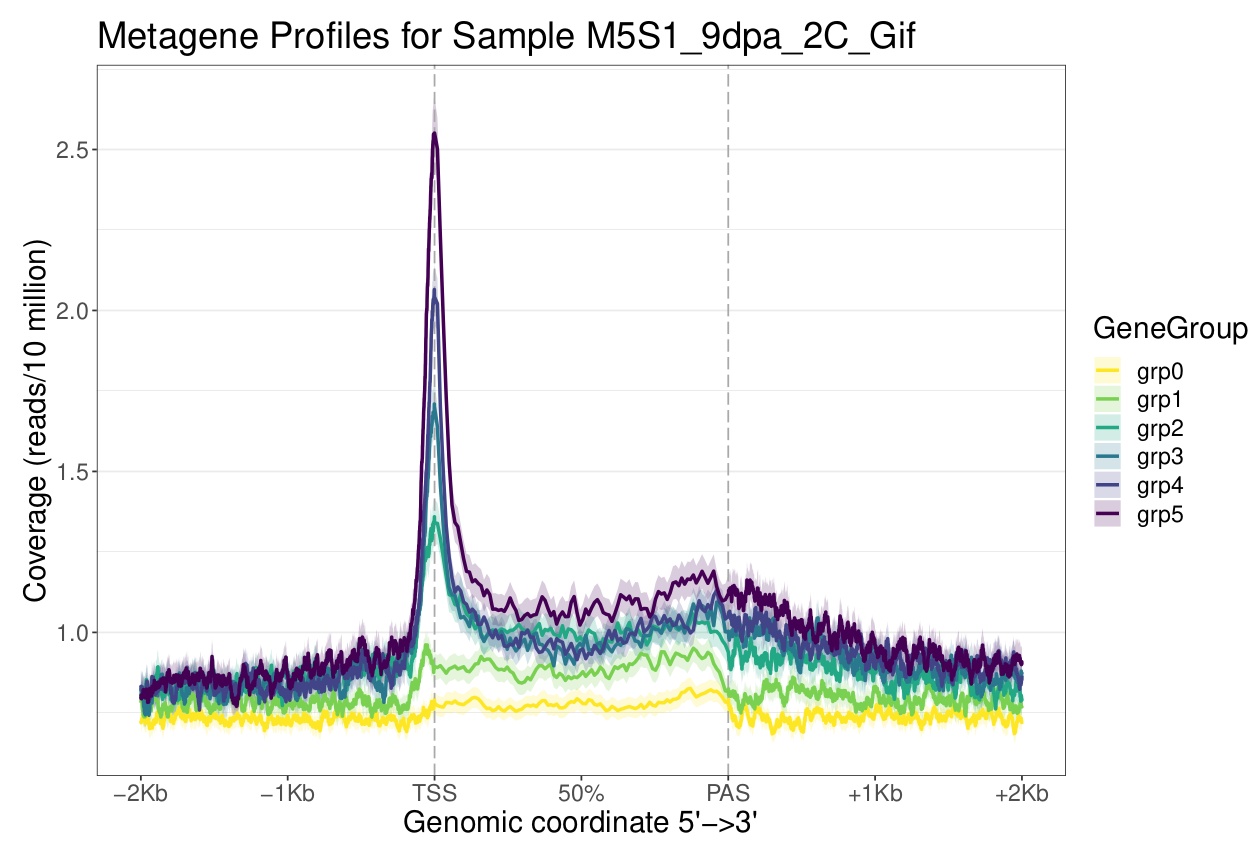 Metagene Profiles for Sample M5S1_9dpa_2C_Gif
Coverage (reads/10 million)
2.5
2.0
1.5
1.0
−2Kb
−1Kb
TSS
50%
PAS
+1Kb
+2Kb
Genomic coordinate 5'−>3'
GeneGroup
grp0
grp1
grp2
grp3
grp4
grp5